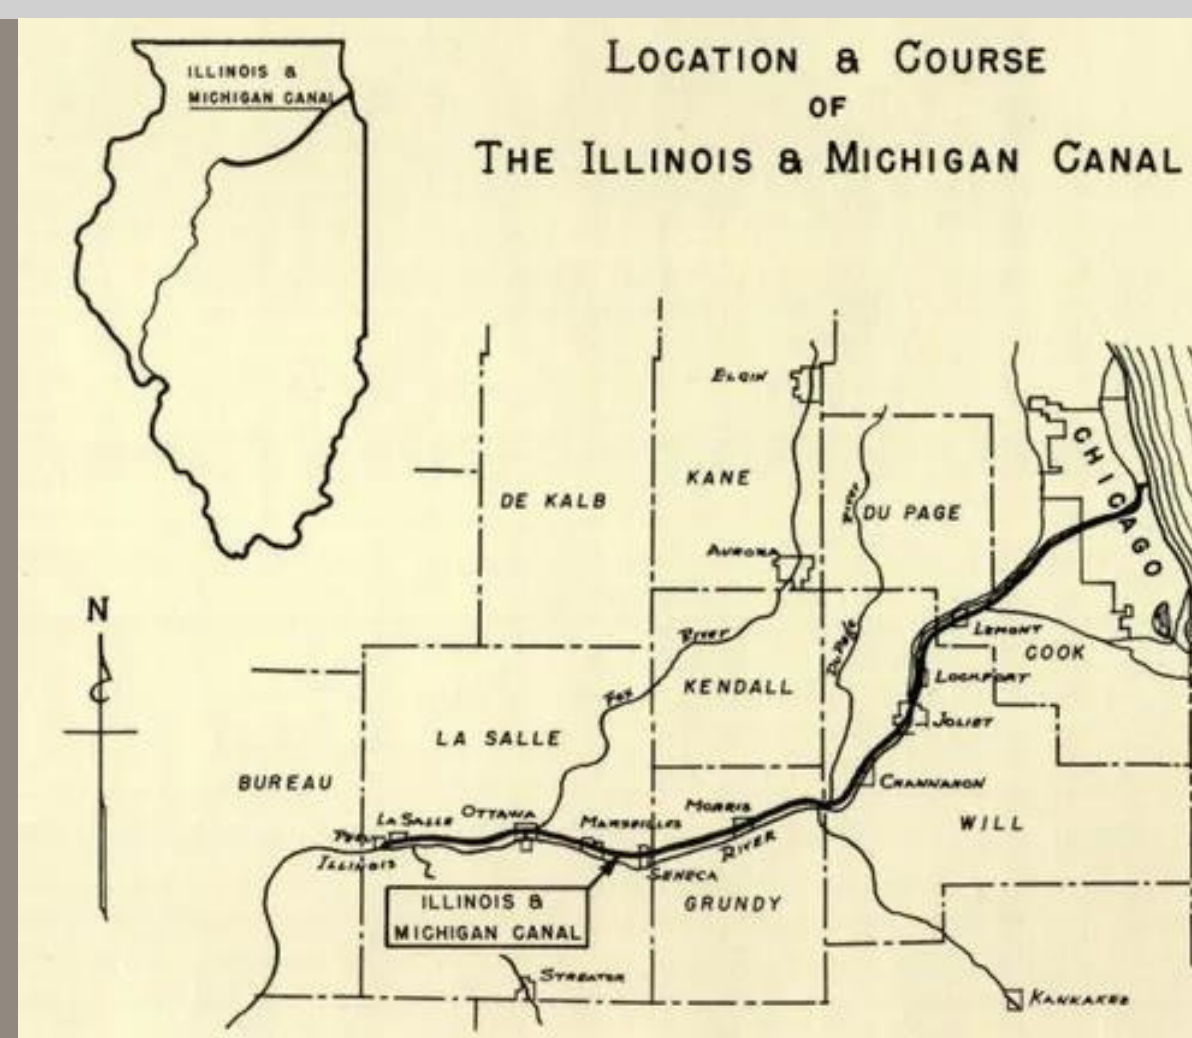 ILLINOIS &
MICHIGAN CANAL
LOCATION & COURSE
OF
THE ILLINOIS & MICHIGAN CANAL
ELGIN
KANE
DE KALB
RIVER
DU PAGE
CHICAGO
AURORA
N
RIVER
DU PAGE
LEMONT
COOK
FOX
KENDALL
LOCKPORT
LA SALLE
JOLIET
BUREAU
CHANNAHON
LA SALLE
OTTAWA
MARSEILLES
MORRIS
WILL
PERU
ILLINOIS
RIVER
SENECA
ILLINOIS &
MICHIGAN CANAL
GRUNDY
STREATOR
KANKAKEE